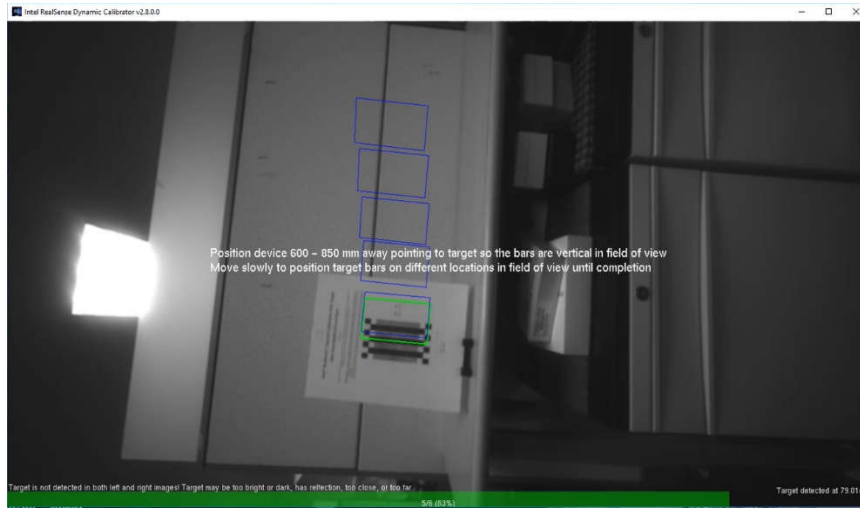 Intel RealSense Dynamic Calibrator v2.8.0.0
Position device 600 – 850 mm away pointing to target so the bars are vertical in field of view
Move slowly to position target bars on different locations in field of view until completion
Target is not detected in both left and right images! Target may be too bright or dark, has reflection, too close, or too far
Target detected at 79.01
5/6 (83%)